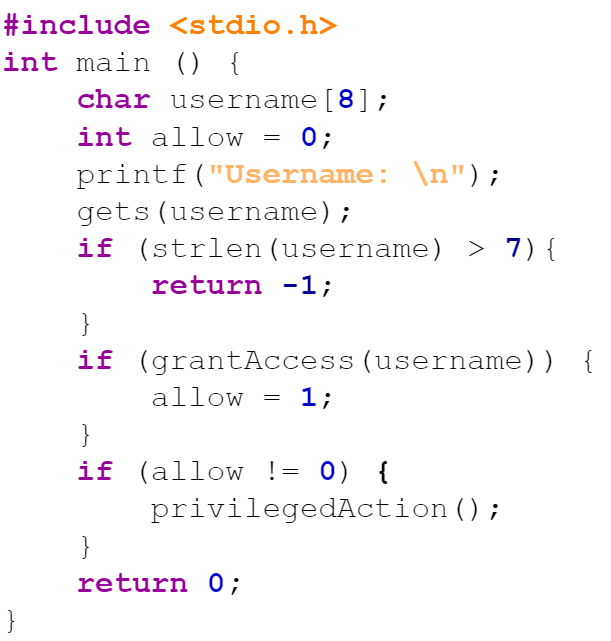 #include <stdio.h>
int main () {
    char username[8];
    int allow = 0;
    printf("Username: \n");
    gets(username);
    if (strlen(username) > 7){
        return -1;
    }
    if (grantAccess(username)) {
        allow = 1;
    }
    if (allow != 0) {
        privilegedAction();
    }
    return 0;
}